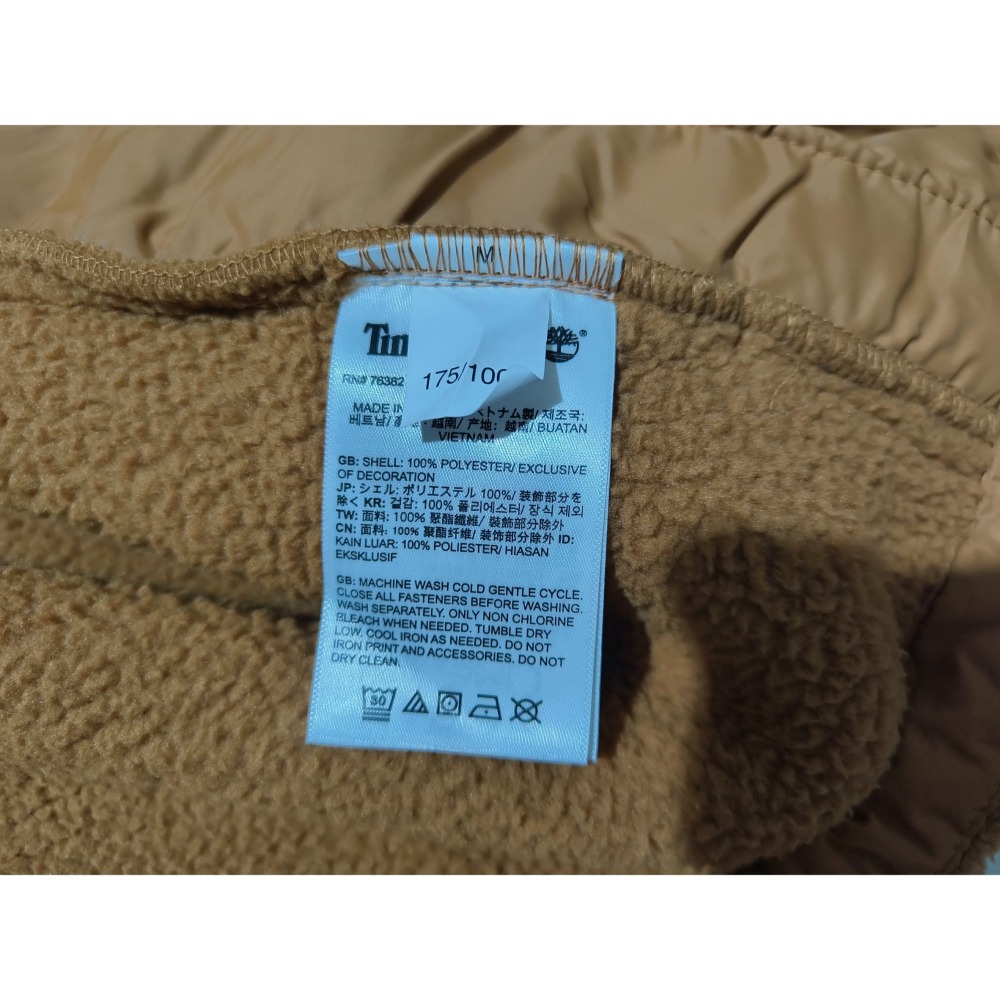 M
Tim
®
RN# 76382
175/100
MADE IN
ベトナム製/ 제조국:
베트남/
越南/ 产地: 越南/ BUATAN
VIETNAM
GB: SHELL: 100% POLYESTER/ EXCLUSIVE
OF DECORATION
JP: シェル: ポリエステル 100%/ 装飾部分を
除く KR: 겉감: 100% 폴리에스터/ 장식 제외
TW: 面料: 100% 聚酯纖維/ 裝飾部分除外
CN: 面料: 100% 聚酯纤维/ 装饰部分除外 ID:
KAIN LUAR: 100% POLIESTER/ HIASAN
EKSKLUSIF
GB: MACHINE WASH COLD GENTLE CYCLE.
CLOSE ALL FASTENERS BEFORE WASHING.
WASH SEPARATELY. ONLY NON CHLORINE
BLEACH WHEN NEEDED. TUMBLE DRY
LOW. COOL IRON AS NEEDED. DO NOT
IRON PRINT AND ACCESSORIES. DO NOT
DRY CLEAN.
30